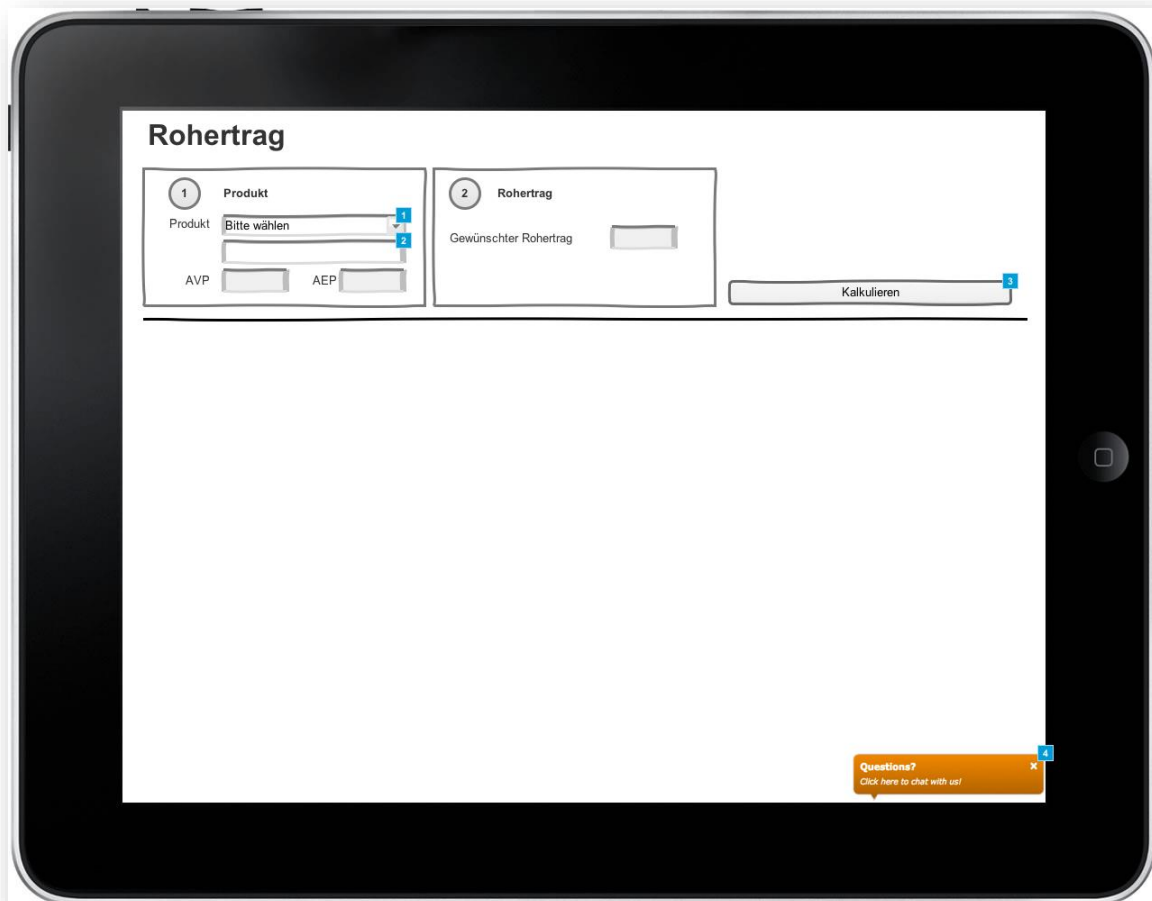 Rohertrag
1 Produkt
Produkt Bitte wählen 1
2
AVP AEP
2 Rohertrag
Gewünschter Rohertrag
Kalkulieren 3
4
Questions? x
Click here to chat with us!